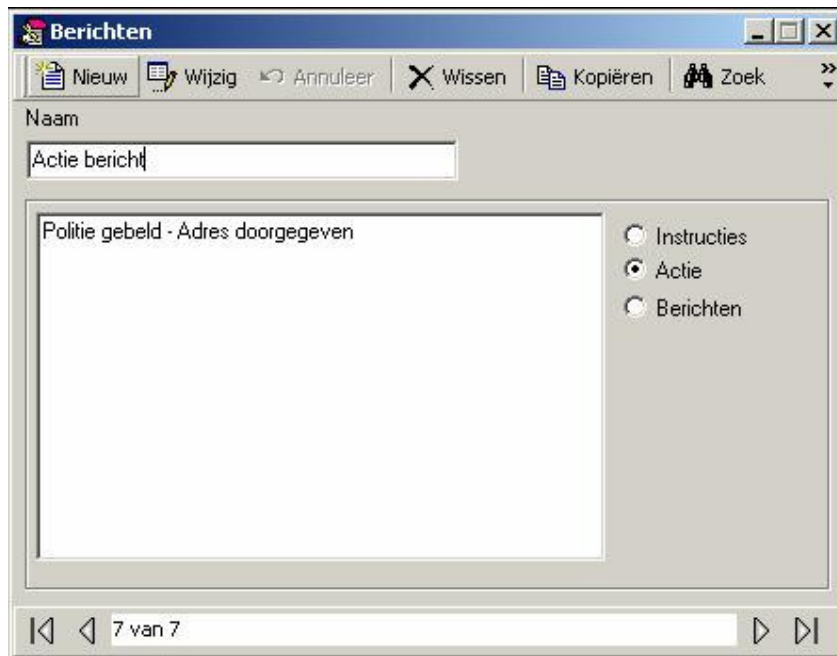 Berichten
Nieuw Wijzig Annuleer Wissen Kopiëren Zoek
Naam
Actie bericht
Politie gebeld - Adres doorgegeven
Instructies
Actie
Berichten
7 van 7